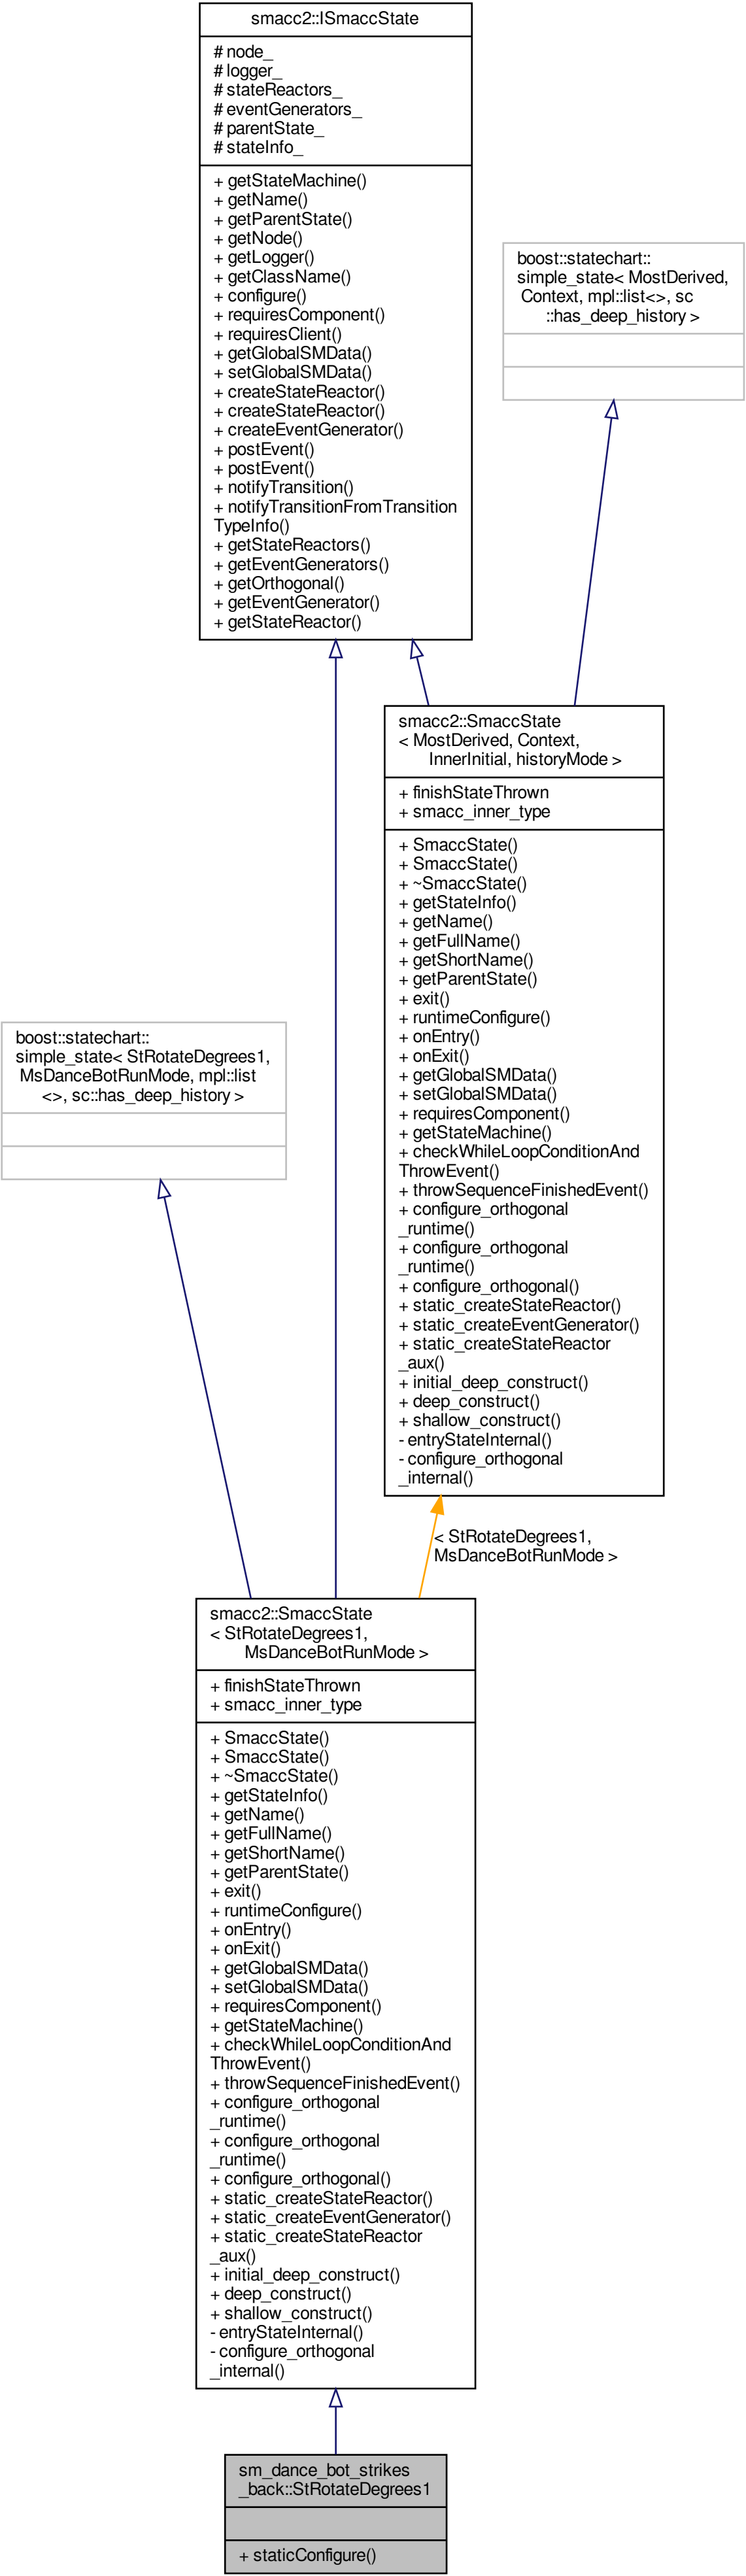 smacc2::ISmaccState
# node_
# logger_
# stateReactors_
# eventGenerators_
# parentState_
# stateInfo_
+ getStateMachine()
+ getName()
+ getParentState()
+ getNode()
+ getLogger()
+ getClassName()
+ configure()
+ requiresComponent()
+ requiresClient()
+ getGlobalSMData()
+ setGlobalSMData()
+ createStateReactor()
+ createStateReactor()
+ createEventGenerator()
+ postEvent()
+ postEvent()
+ notifyTransition()
+ notifyTransitionFromTransition
TypeInfo()
+ getStateReactors()
+ getEventGenerators()
+ getOrthogonal()
+ getEventGenerator()
+ getStateReactor()
boost::statechart::
simple_state< MostDerived,
Context, mpl::list<>, sc
::has_deep_history >
smacc2::SmaccState
< MostDerived, Context,
InnerInitial, historyMode >
+ finishStateThrown
+ smacc_inner_type
+ SmaccState()
+ SmaccState()
+ ~SmaccState()
+ getStateInfo()
+ getName()
+ getFullName()
+ getShortName()
+ getParentState()
+ exit()
+ runtimeConfigure()
+ onEntry()
+ onExit()
+ getGlobalSMData()
+ setGlobalSMData()
+ requiresComponent()
+ getStateMachine()
+ checkWhileLoopConditionAnd
ThrowEvent()
+ throwSequenceFinishedEvent()
+ configure_orthogonal
_runtime()
+ configure_orthogonal
_runtime()
+ configure_orthogonal()
+ static_createStateReactor()
+ static_createEventGenerator()
+ static_createStateReactor
_aux()
+ initial_deep_construct()
+ deep_construct()
+ shallow_construct()
- entryStateInternal()
- configure_orthogonal
_internal()
boost::statechart::
simple_state< StRotateDegrees1,
MsDanceBotRunMode, mpl::list
<>, sc::has_deep_history >
< StRotateDegrees1,
MsDanceBotRunMode >
smacc2::SmaccState
< StRotateDegrees1,
MsDanceBotRunMode >
+ finishStateThrown
+ smacc_inner_type
+ SmaccState()
+ SmaccState()
+ ~SmaccState()
+ getStateInfo()
+ getName()
+ getFullName()
+ getShortName()
+ getParentState()
+ exit()
+ runtimeConfigure()
+ onEntry()
+ onExit()
+ getGlobalSMData()
+ setGlobalSMData()
+ requiresComponent()
+ getStateMachine()
+ checkWhileLoopConditionAnd
ThrowEvent()
+ throwSequenceFinishedEvent()
+ configure_orthogonal
_runtime()
+ configure_orthogonal
_runtime()
+ configure_orthogonal()
+ static_createStateReactor()
+ static_createEventGenerator()
+ static_createStateReactor
_aux()
+ initial_deep_construct()
+ deep_construct()
+ shallow_construct()
- entryStateInternal()
- configure_orthogonal
_internal()
sm_dance_bot_strikes
_back::StRotateDegrees1
+ staticConfigure()